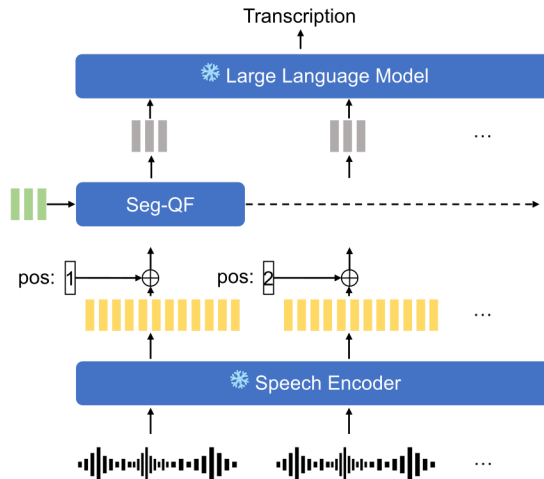 Transcription
Large Language Model
...
Seg-QF
pos: 1
pos: 2
...
Speech Encoder
...